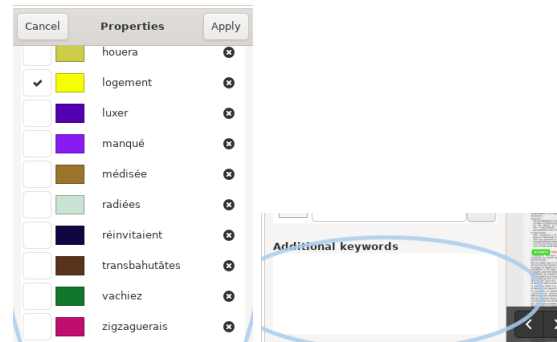 Cancel Properties Apply
houera
logement
luxer
manqué
médisée
radiées
réinvitaient
transbahutâtes
vachiez
zigzaguerais
Additional keywords